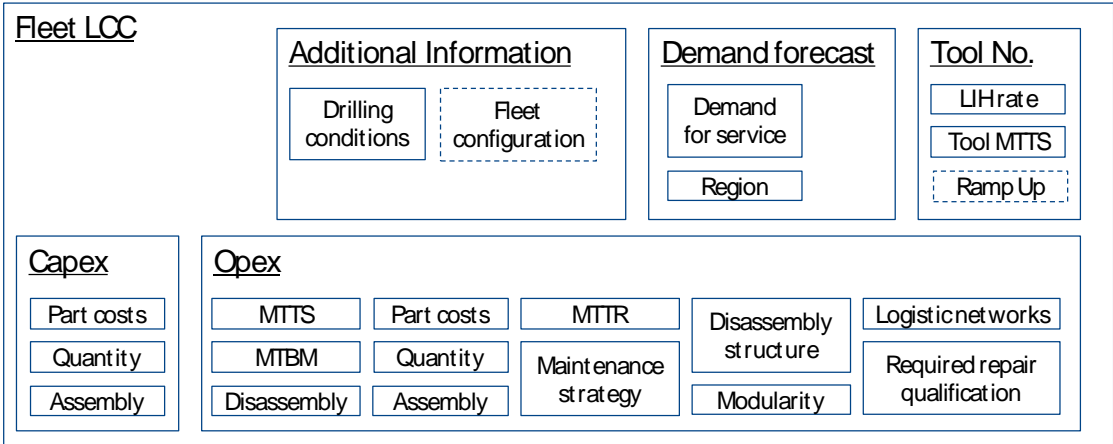 Fleet LCC
Additional Information
Drilling
conditions
Fleet
configuration
Demand forecast
Demand
for service
Region
Tool No.
LIH rate
Tool MTTS
Ramp Up
Capex
Part costs
Quantity
Assembly
Opex
MTTS
MTBM
Disassembly
Part costs
Quantity
Assembly
MTTR
Maintenance
strategy
Disassembly
structure
Modularity
Logistic networks
Required repair
qualification